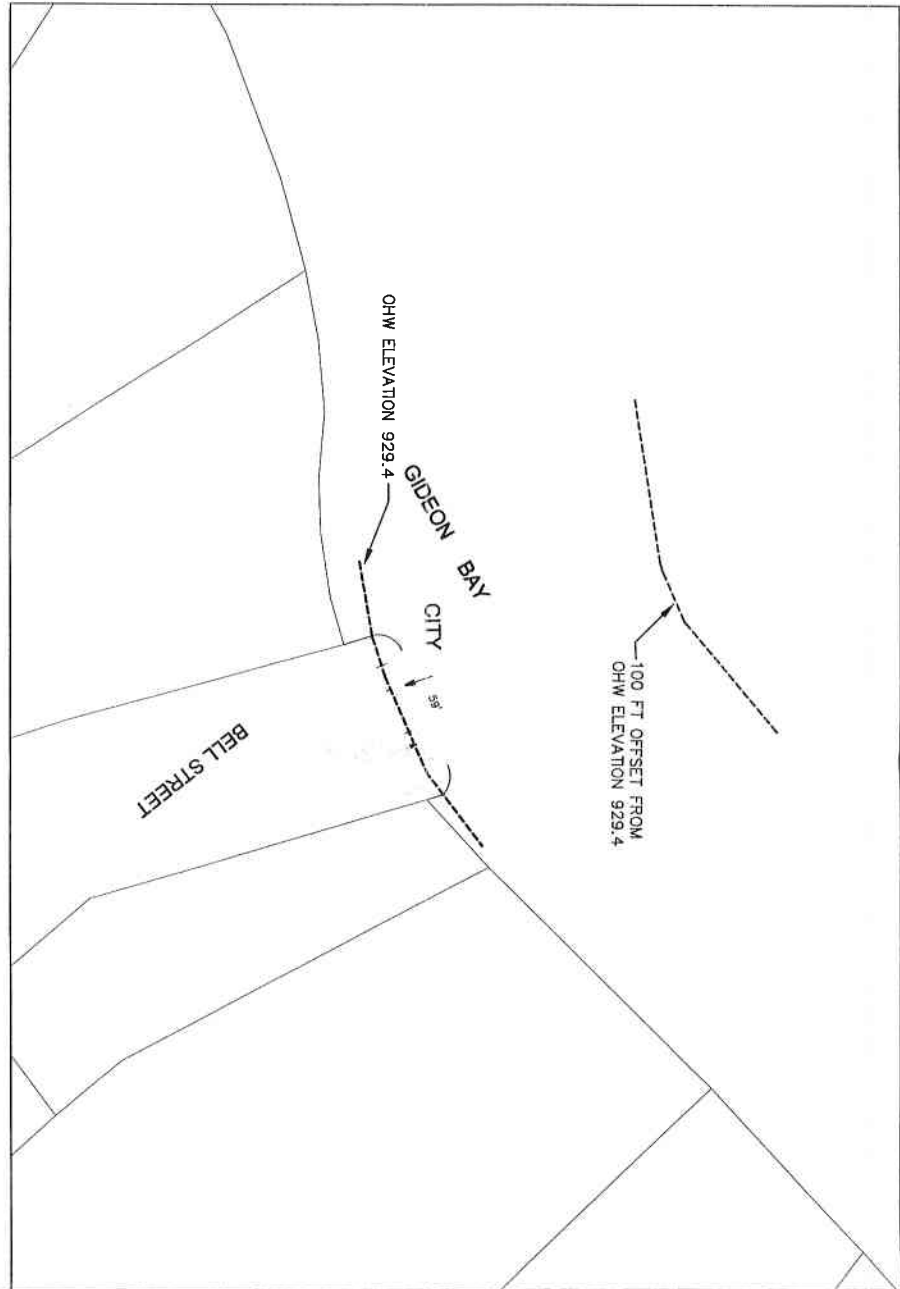 OHW ELEVATION 929.4
GIDEON BAY
CITY
59'
100 FT OFFSET FROM
OHW ELEVATION 929.4
BELL STREET